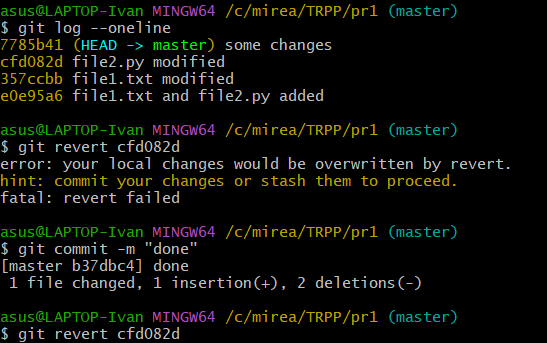 asus@LAPTOP-Ivan MINGW64 /c/mirea/TRPP/pr1 (master)
$ git log --oneline
7785b41 (HEAD -> master) some changes
cfd082d file2.py modified
357ccbb file1.txt modified
e0e95a6 file1.txt and file2.py added
asus@LAPTOP-Ivan MINGW64 /c/mirea/TRPP/pr1 (master)
$ git revert cfd082d
error: your local changes would be overwritten by revert.
hint: commit your changes or stash them to proceed.
fatal: revert failed
asus@LAPTOP-Ivan MINGW64 /c/mirea/TRPP/pr1 (master)
$ git commit -m "done"
[master b37dbc4] done
 1 file changed, 1 insertion(+), 2 deletions(-)
asus@LAPTOP-Ivan MINGW64 /c/mirea/TRPP/pr1 (master)
$ git revert cfd082d